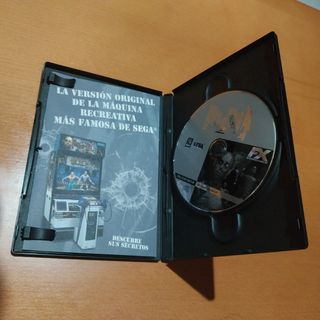 LA VERSIÓN ORIGINAL
DE LA MÁQUINA
RECREATIVA
MÁS FAMOSA DE SEGA
DESCUBRE
SUS SECRETOS
FX